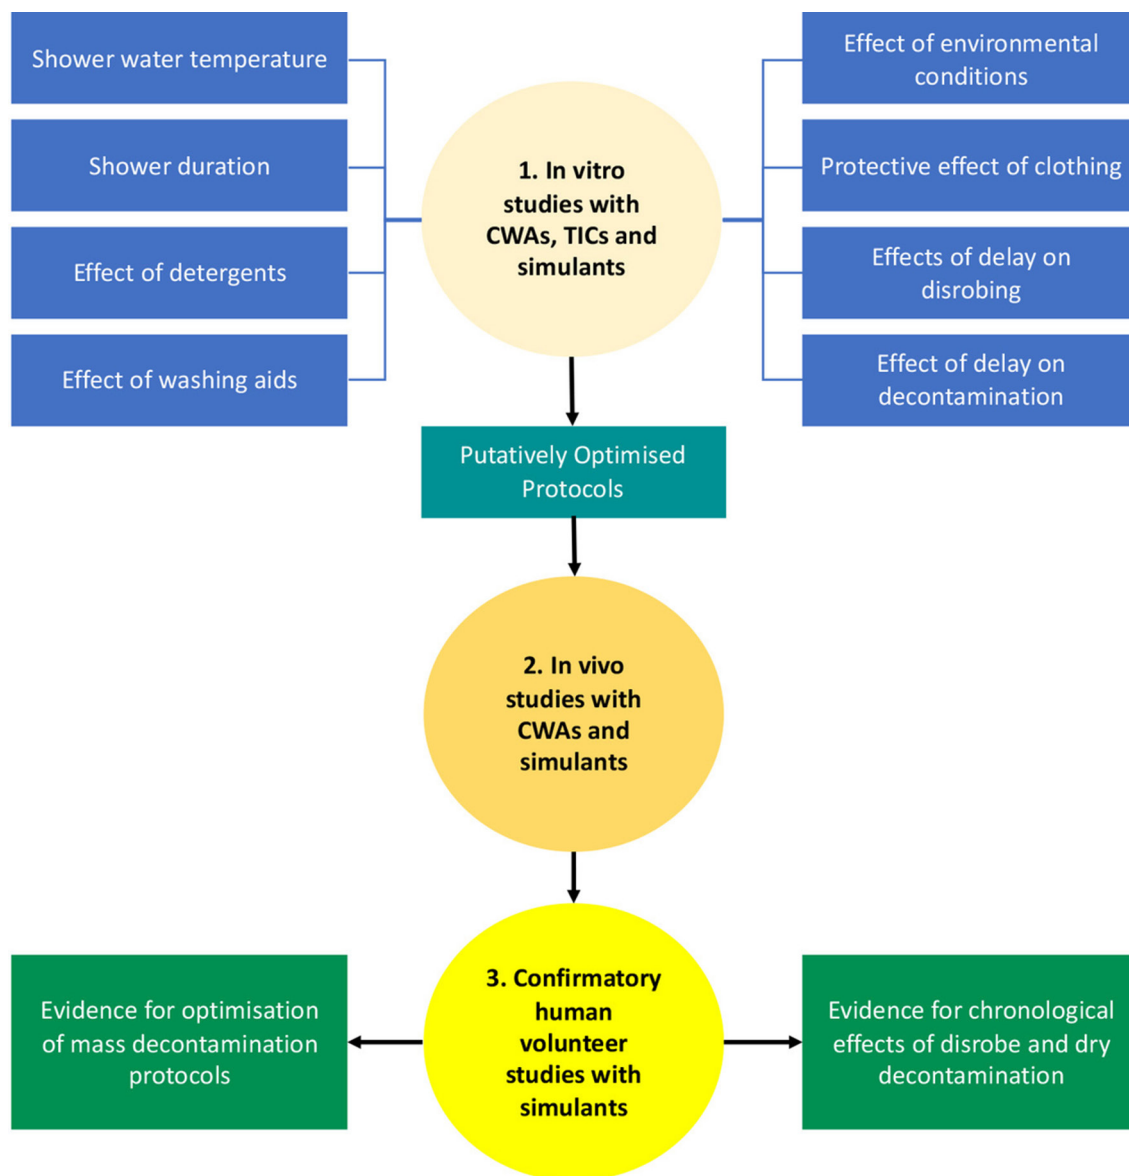 Shower water temperature
Shower duration
Effect of detergents
Effect of washing aids
1. In vitro
studies with
CWAs, TICs and
simulants
Effect of environmental
conditions
Protective effect of clothing
Effects of delay on
disrobing
Effect of delay on
decontamination
Putatively Optimised
Protocols
2. In vivo
studies with
CWAs and
simulants
Evidence for optimisation
of mass decontamination
protocols
3. Confirmatory
human
volunteer
studies with
simulants
Evidence for chronological
effects of disrobe and dry
decontamination